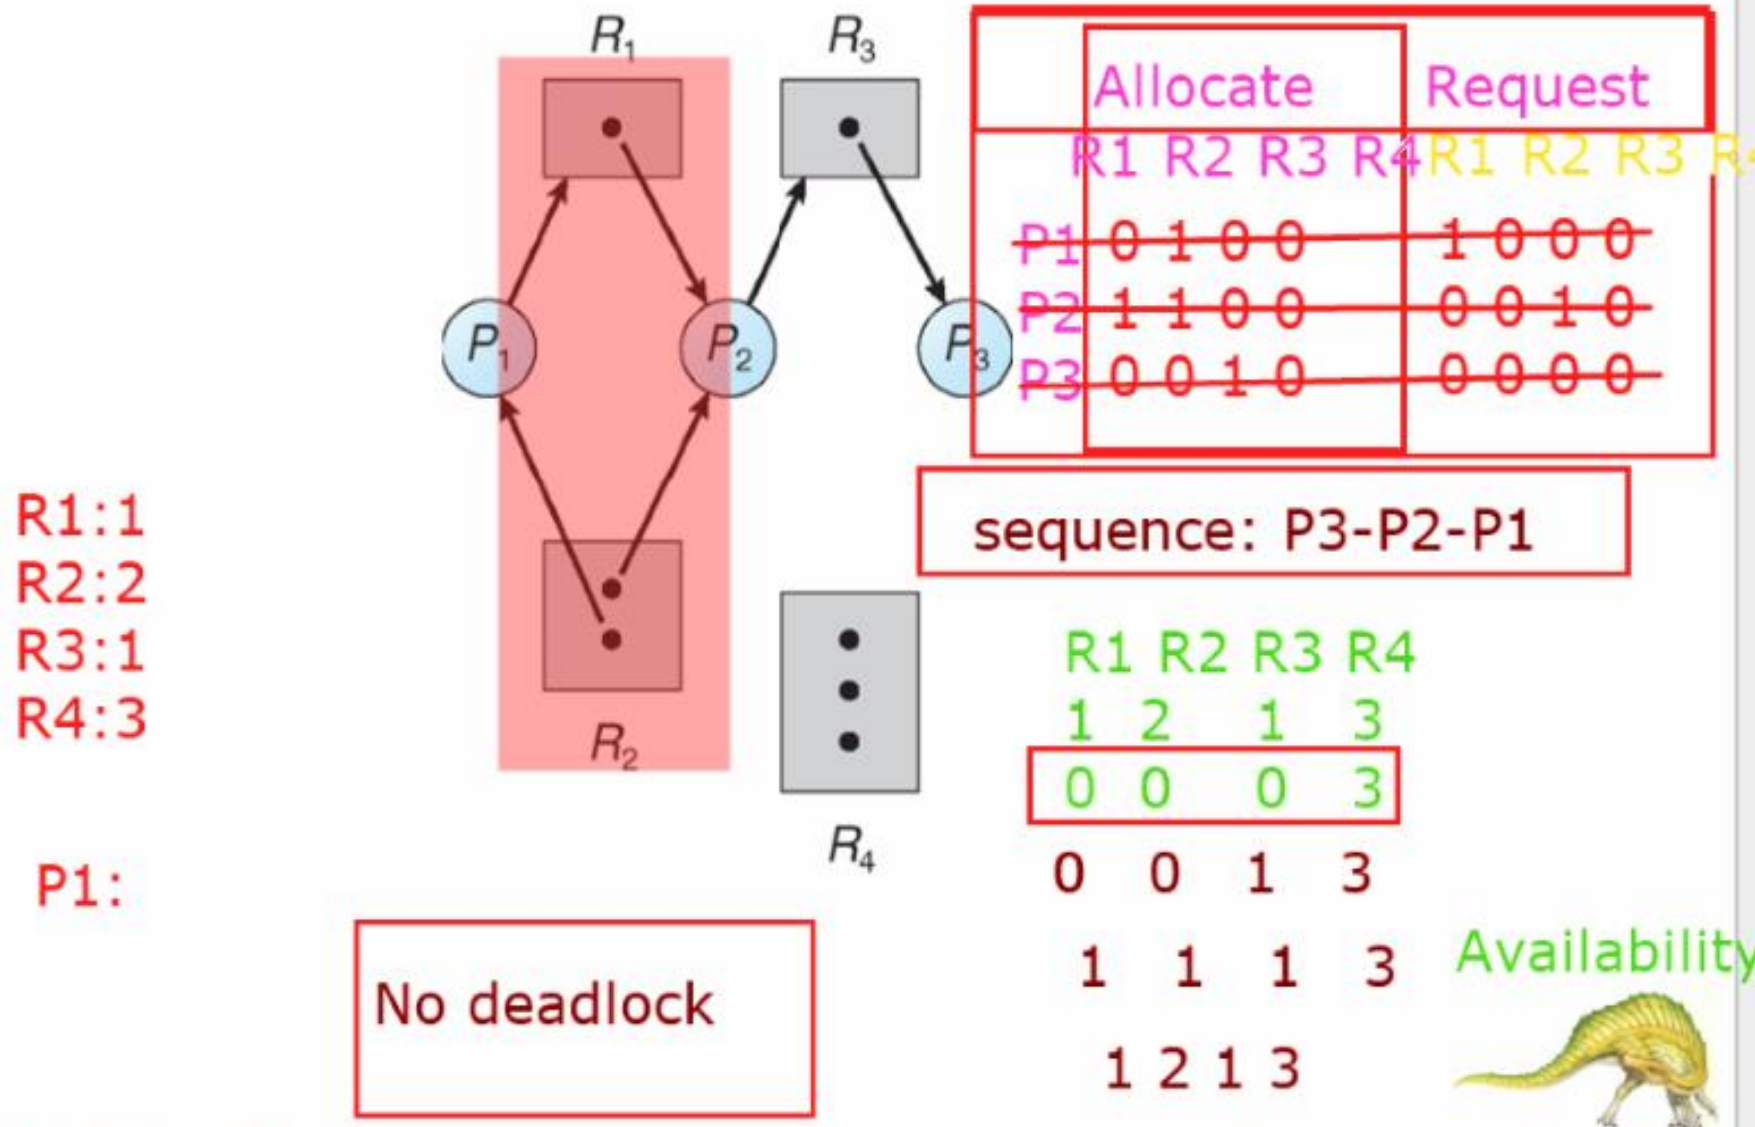 R1 R3
P1 P2 P3
R2
R4
Allocate Request
R1 R2 R3 R4 R1 R2 R3 R4
P1 0 1 0 0 1 0 0 0
P2 1 1 0 0 0 0 1 0
P3 0 0 1 0 0 0 0 0
sequence: P3-P2-P1
R1:1
R2:2
R3:1
R4:3
P1:
R1 R2 R3 R4
1 2 1 3
0 0 0 3
0 0 1 3
1 1 1 3
1 2 1 3
Availability
No deadlock